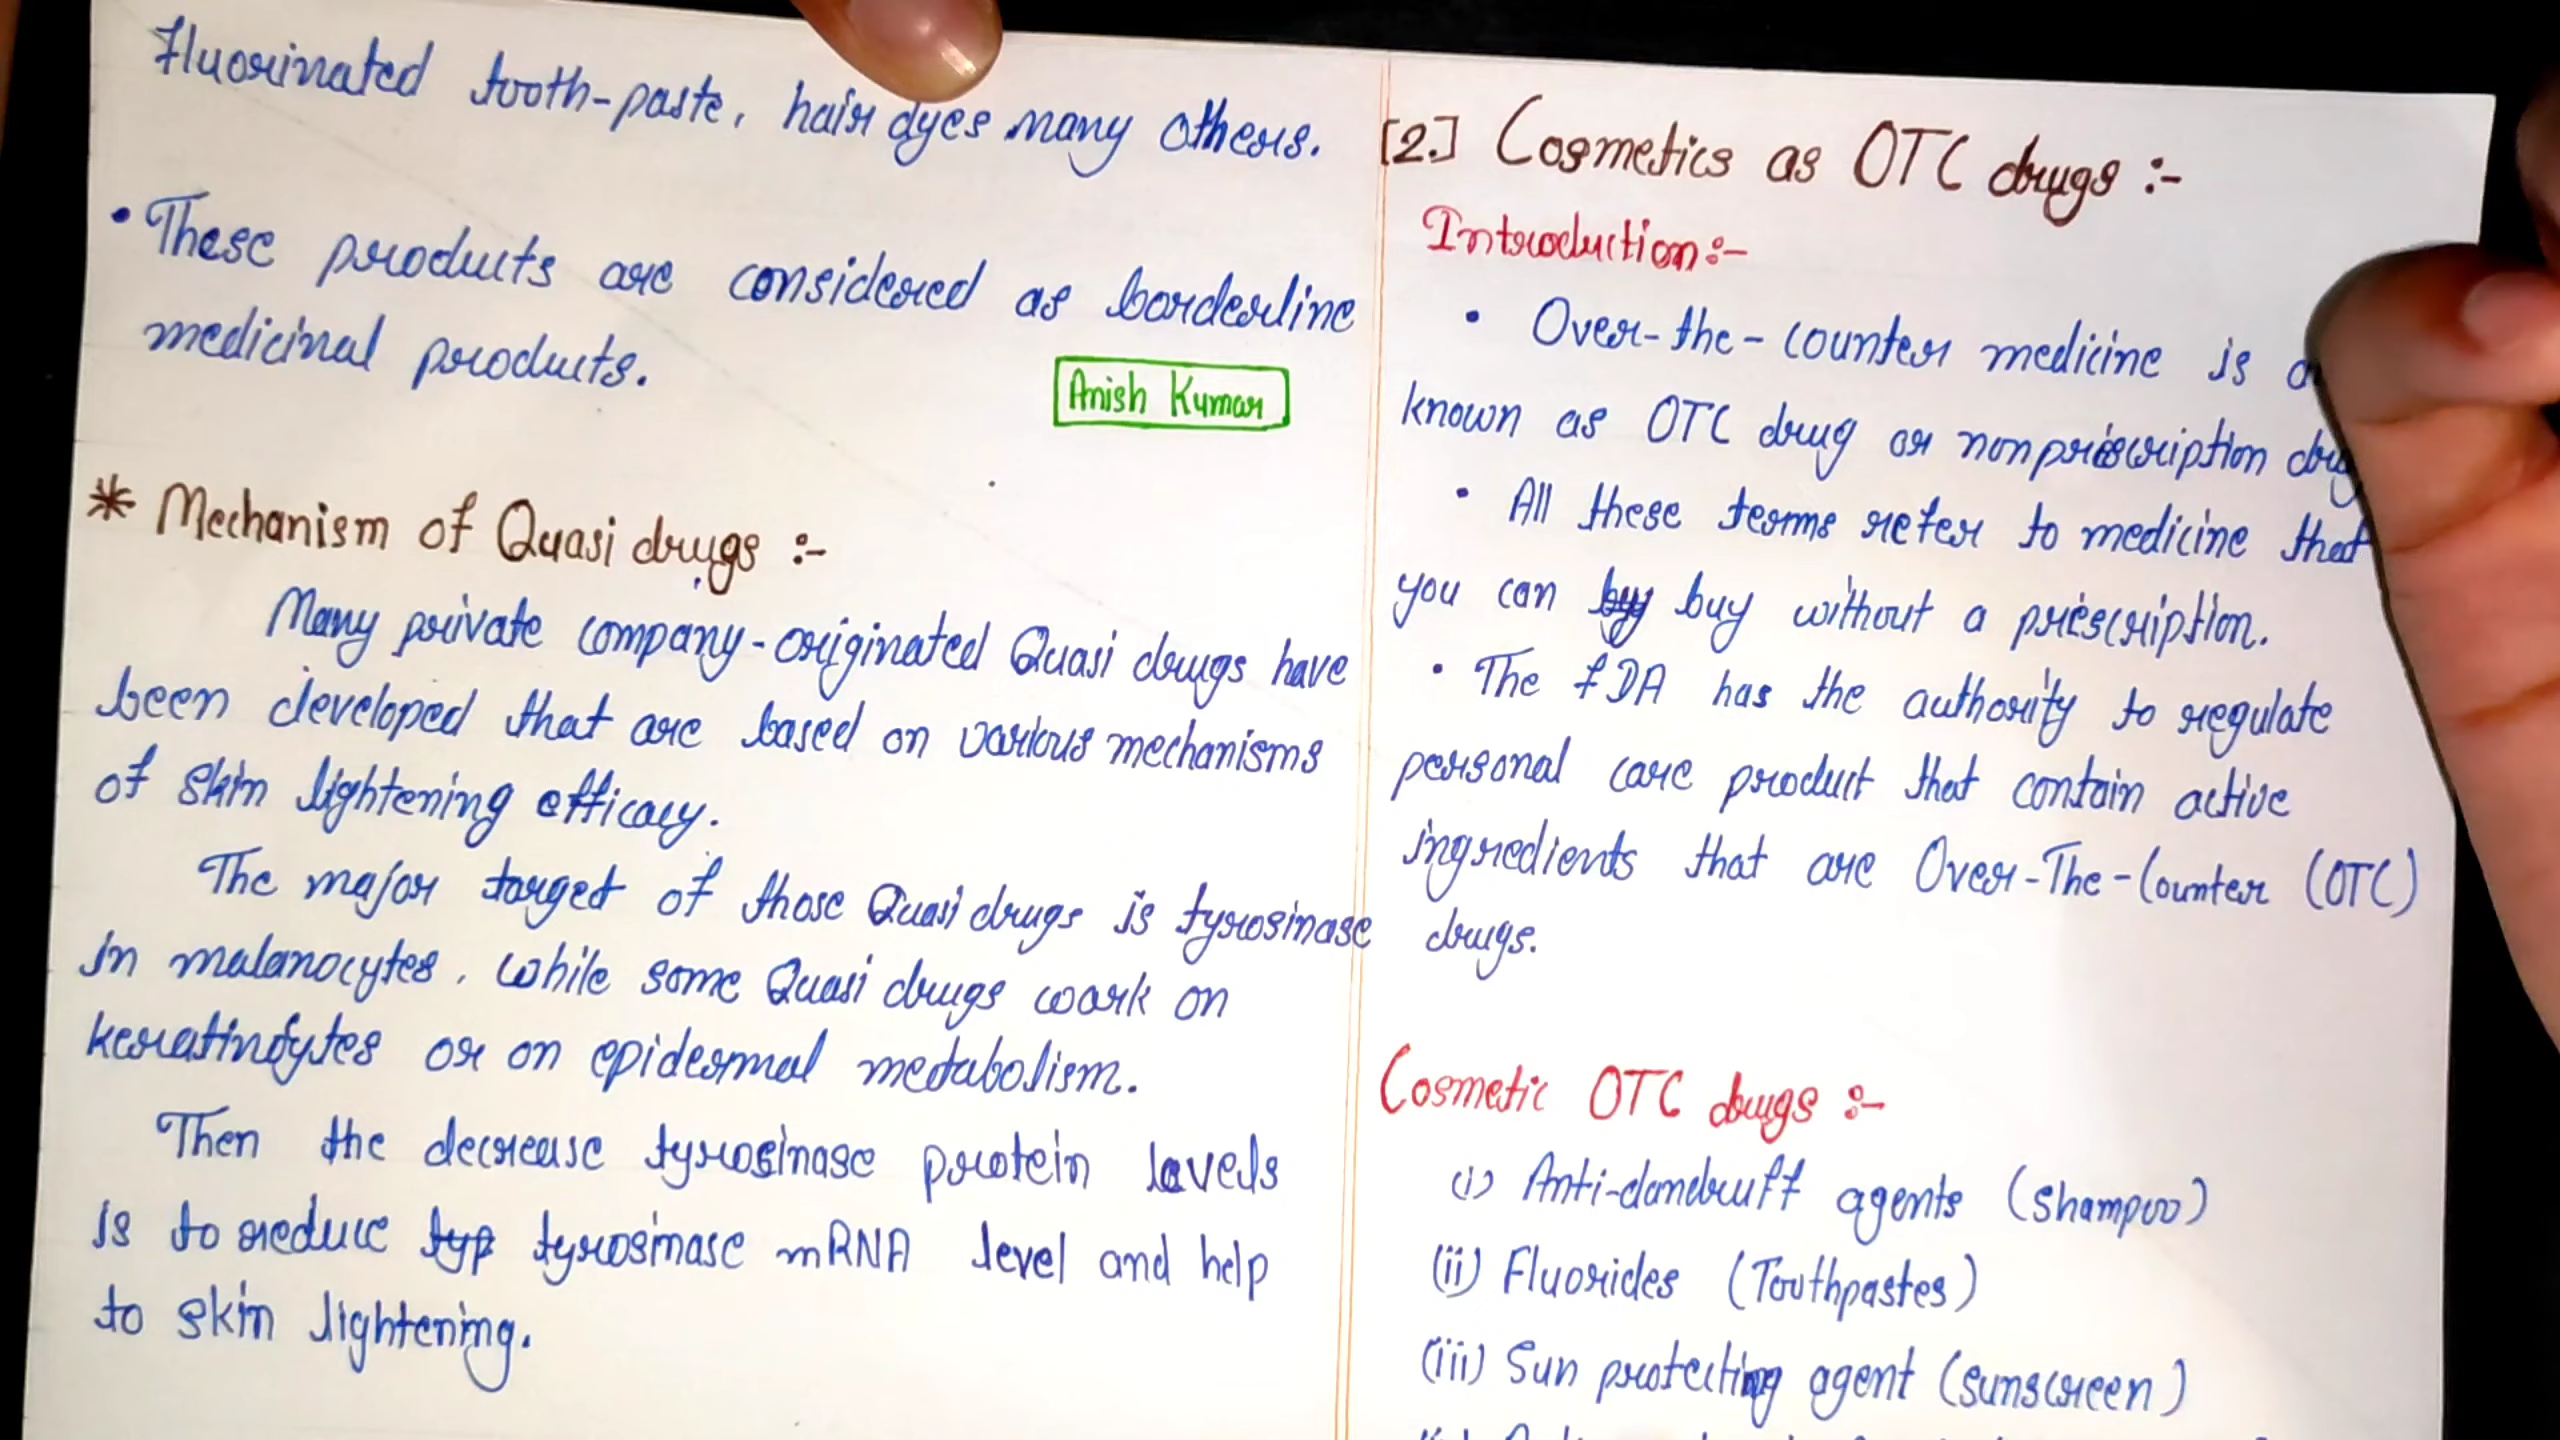 Fluorinated tooth-paste, hair dyes many others.
• These products are considered as borderline
medicinal products.
Anish Kumar
* Mechanism of Quasi drugs :-
Many private company-originated Quasi drugs have
been developed that are based on various mechanisms
of skin lightening efficacy.
The major target of those Quasi drugs is tyrosinase
in malanocytes, while some Quasi drugs work on
keratinocytes or on epidermal metabolism.
Then the decrease tyrosinase protein levels
is to reduce typ tyrosinase mRNA level and help
to skin lightening.
[2.] Cosmetics as OTC drugs :-
Introduction:-
• Over-the-counter medicine is
known as OTC drug or nonprescription
• All these terms refer to medicine that
you can by buy without a prescription.
• The FDA has the authority to regulate
personal care product that contain active
ingredients that are Over-The-Counter (OTC)
drugs.
Cosmetic OTC drugs :-
(i) Anti-dandruff agents (Shampoo)
(ii) Fluorides (Toothpastes)
(iii) Sun protecting agent (sunscreen)